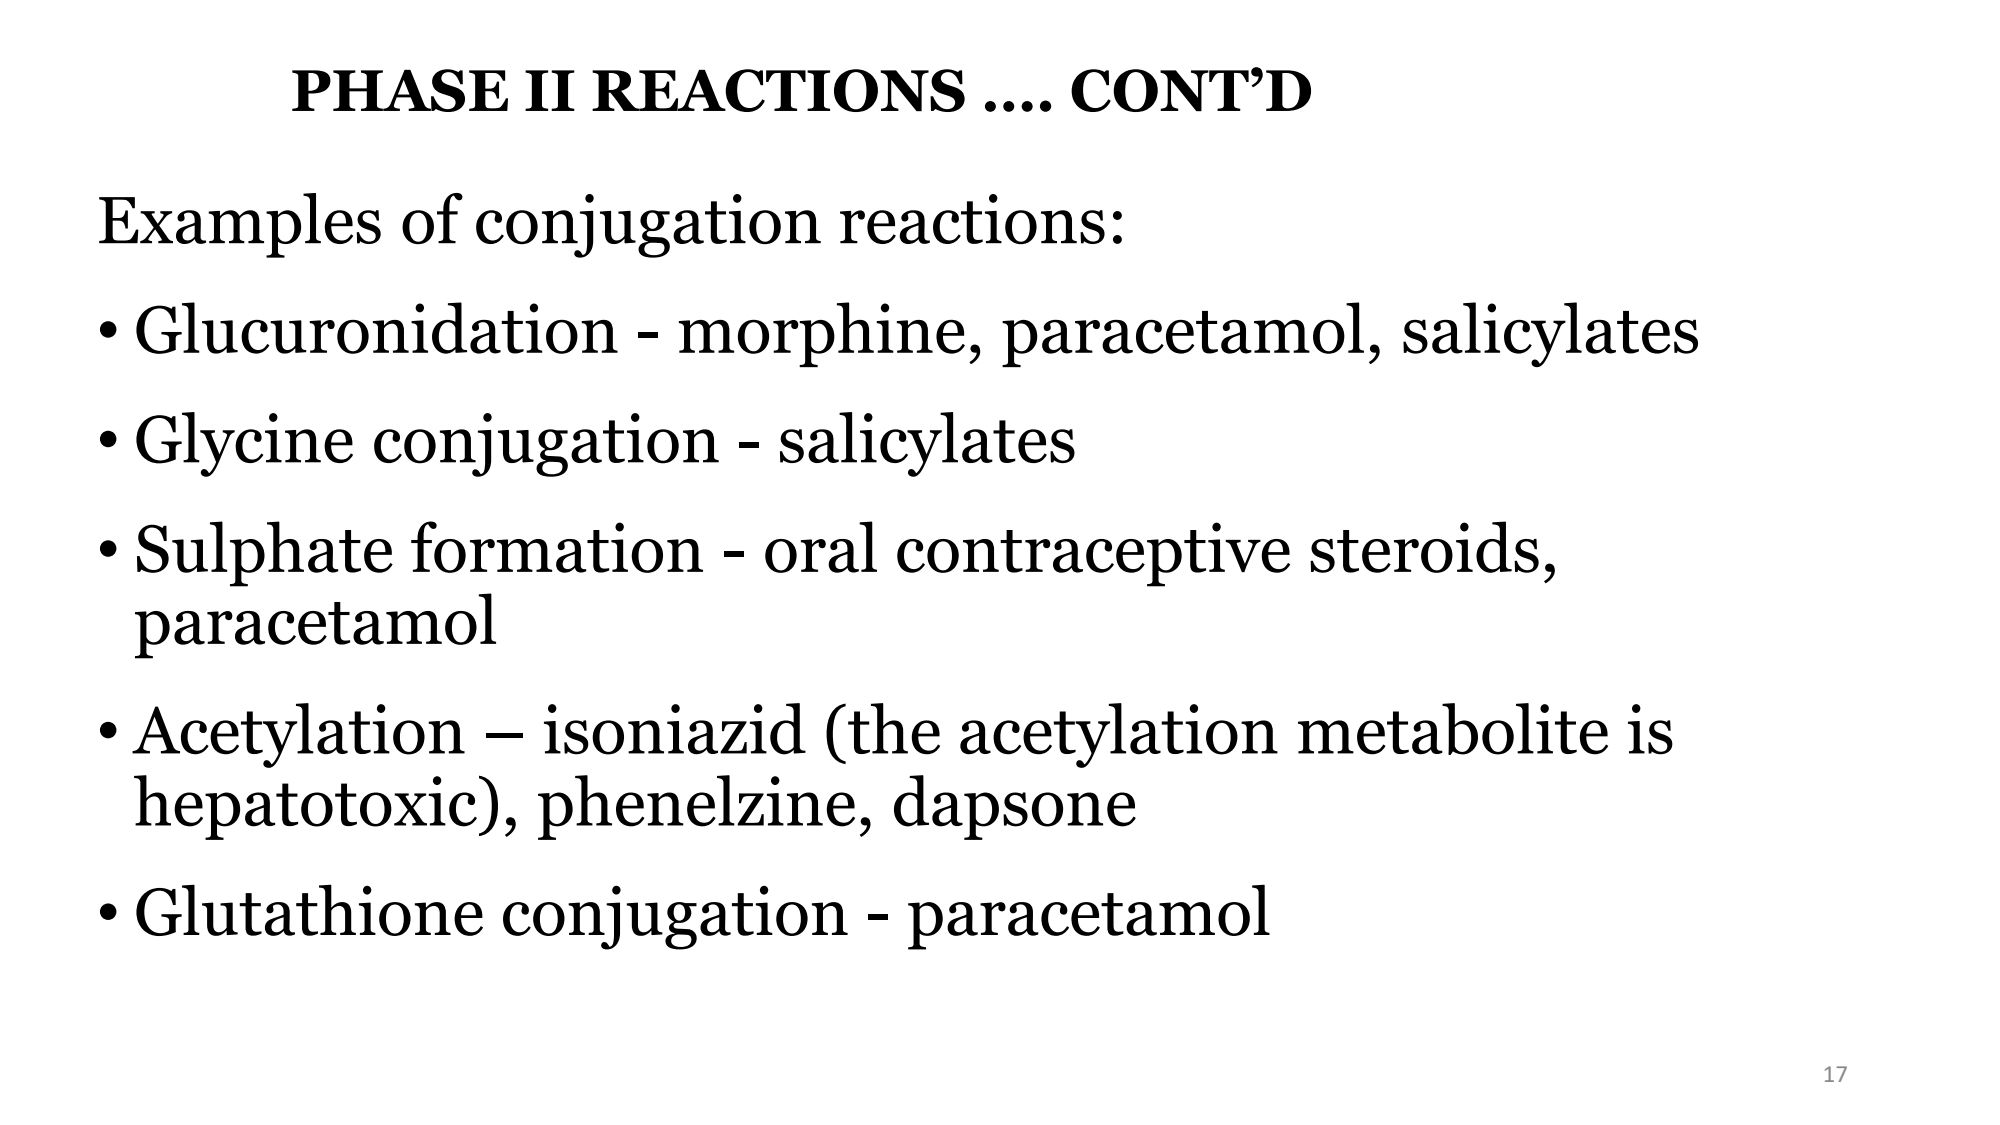 PHASE II REACTIONS .... CONT’D
Examples of conjugation reactions:
• Glucuronidation - morphine, paracetamol, salicylates
• Glycine conjugation - salicylates
• Sulphate formation - oral contraceptive steroids,
paracetamol
• Acetylation – isoniazid (the acetylation metabolite is
hepatotoxic), phenelzine, dapsone
• Glutathione conjugation - paracetamol
17